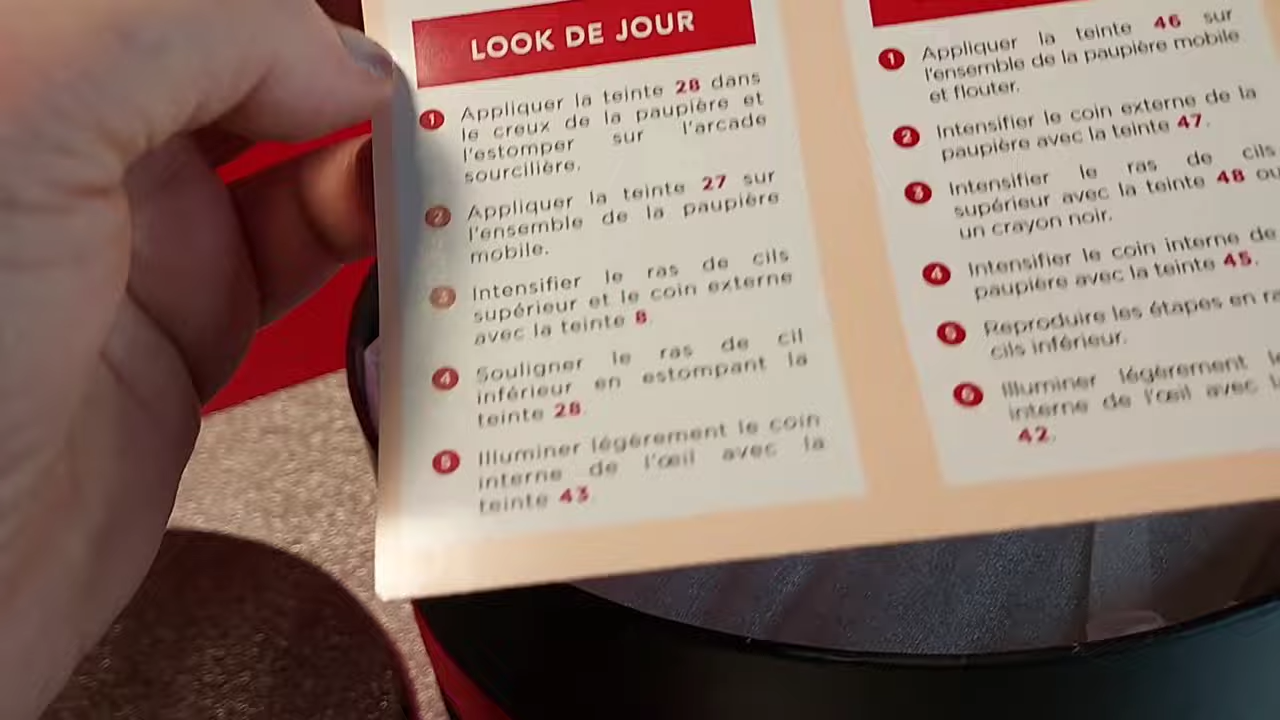 LOOK DE JOUR
1 Appliquer la teinte 28 dans
le creux de la paupière et
l'estomper sur l'arcade
sourcilière.
2 Appliquer la teinte 27 sur
l'ensemble de la paupière
mobile.
3 Intensifier le ras de cils
supérieur et le coin externe
avec la teinte 8.
4 Souligner le ras de cil
inférieur en estompant la
teinte 28.
5 Illuminer légèrement le coin
interne de l'œil avec la
teinte 43.
1 Appliquer la teinte 46 sur
l'ensemble de la paupière mobile
et flouter.
2 Intensifier le coin externe de la
paupière avec la teinte 47.
3 Intensifier le ras de cils
supérieur avec la teinte 48 ou
un crayon noir.
4 Intensifier le coin interne de
paupière avec la teinte 45.
5 Reproduire les étapes en
cils inférieur.
6 Illuminer légèrement
interne de l'œil avec
42.